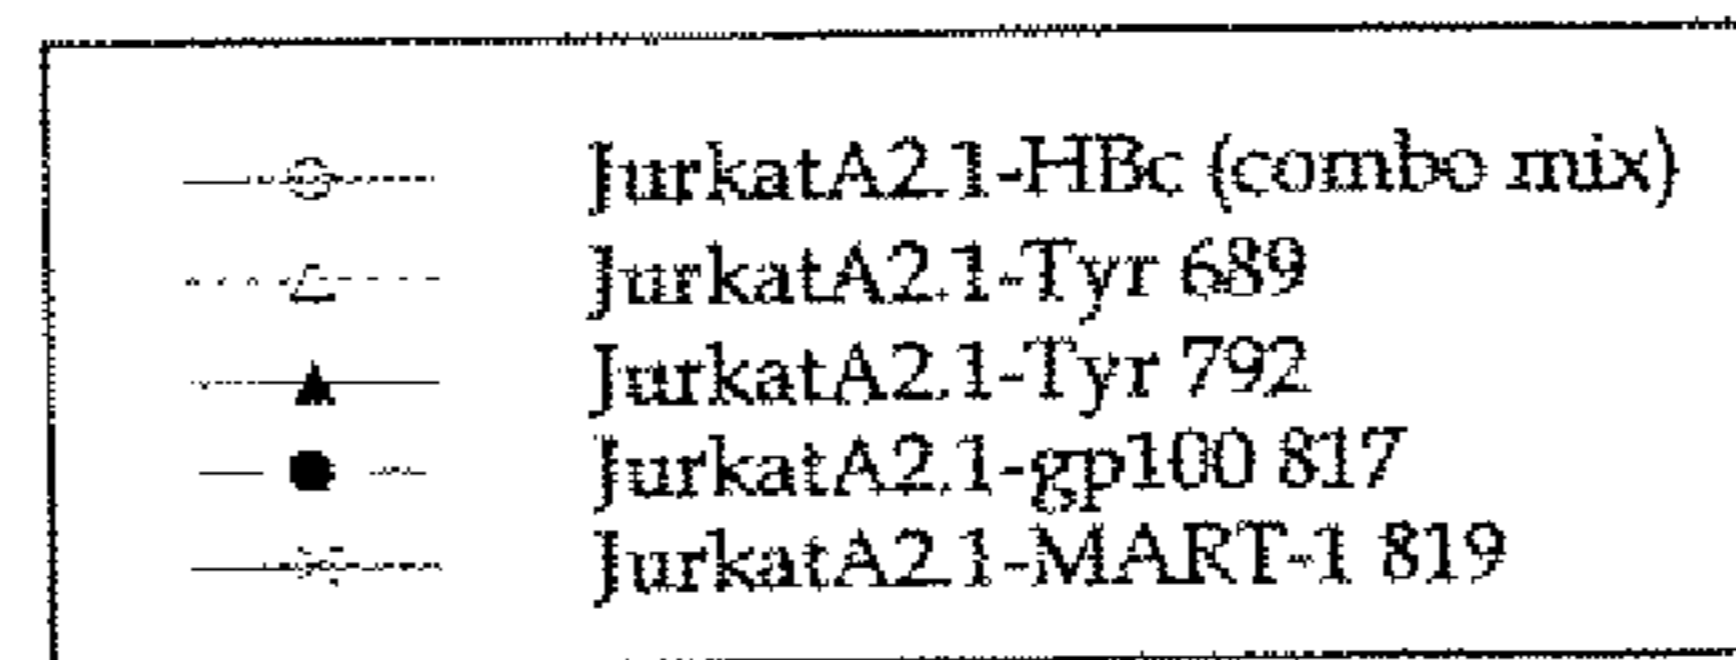 JurkatA2.1-HBc (combo mix)
JurkatA2.1-Tyr 689
JurkatA2.1-Tyr 792
JurkatA2.1-gp100 817
JurkatA2.1-MART-1 819